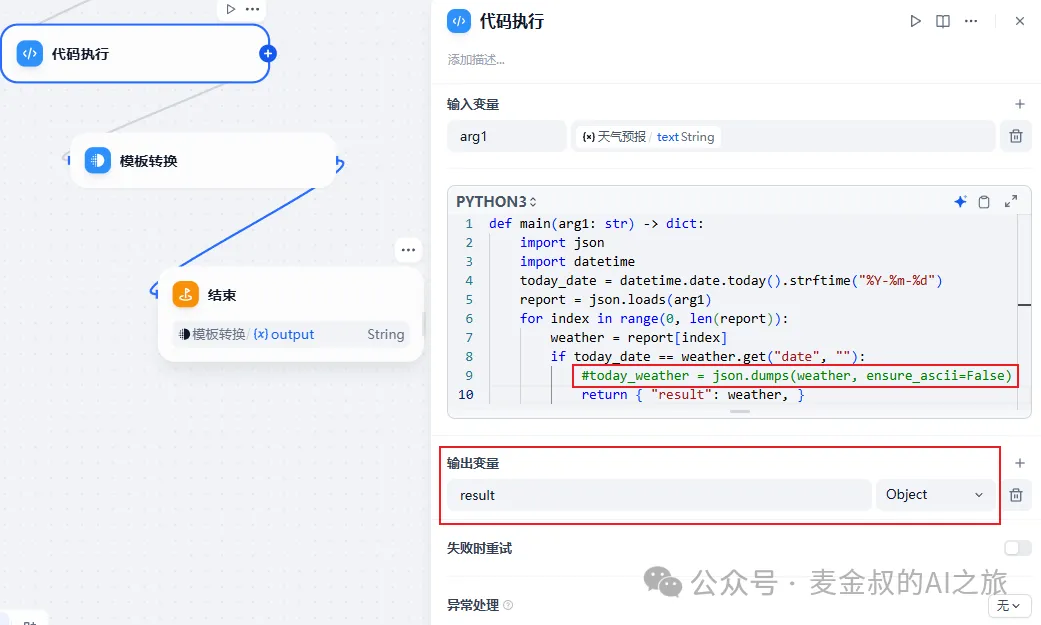 代码执行
模板转换
结束
模板转换/ {x} output String
代码执行
添加描述...
输入变量
arg1 {x} 天气预报/ text String
PYTHON3
1 def main(arg1: str) -> dict:
2 import json
3 import datetime
4 today_date = datetime.date.today().strftime("%Y-%m-%d")
5 report = json.loads(arg1)
6 for index in range(0, len(report)):
7 weather = report[index]
8 if today_date == weather.get("date", ""):
9 #today_weather = json.dumps(weather, ensure_ascii=False)
10 return { "result": weather, }
输出变量
result Object
失败时重试
公众号 · 麦金叔的AI之旅
异常处理
无